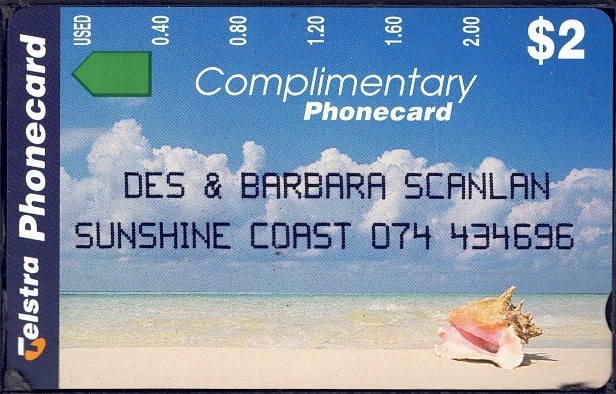 USED 0.40 0.80 1.20 1.60 2.00
$2
Complimentary
Phonecard
DES & BARBARA SCANLAN
SUNSHINE COAST 074 434696
Telstra Phonecard